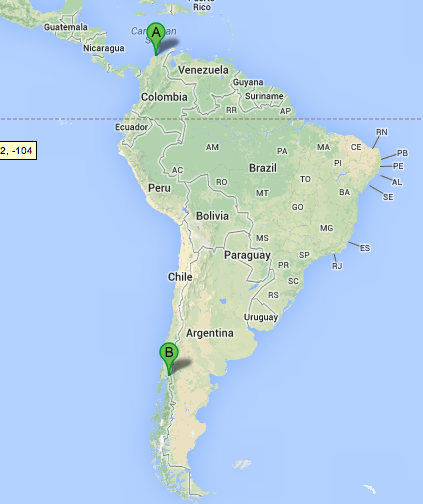 Puerto
Rico
Guatemala
Caribbean
A
Nicaragua
Venezuela
Guyana
Suriname
Colombia
RR
AP
Ecuador
RN
2, -104
AM
PA
MA
CE
PB
PI
PE
AC
Brazil
TO
AL
Peru
RO
MT
BA
SE
GO
Bolivia
MG
MS
ES
Paraguay
SP
RJ
PR
Chile
SC
RS
Uruguay
Argentina
B